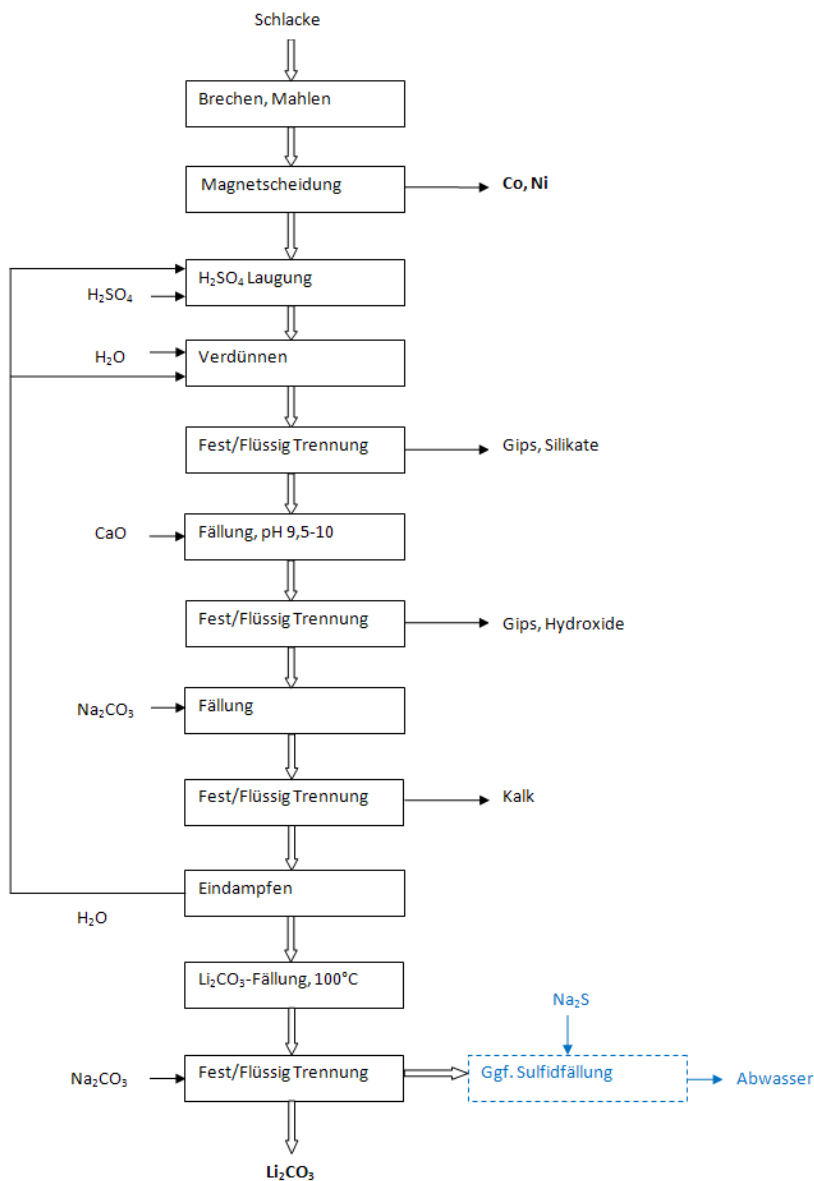 Schlacke
Brechen, Mahlen
Magnetscheidung
Co, Ni
H₂SO₄ Laugung
H₂SO₄
H₂O
Verdünnen
Fest/Flüssig Trennung
Gips, Silikate
CaO
Fällung, pH 9,5-10
Fest/Flüssig Trennung
Gips, Hydroxide
Na₂CO₃
Fällung
Fest/Flüssig Trennung
Kalk
Eindampfen
H₂O
Li₂CO₃-Fällung, 100°C
Na₂S
Na₂CO₃
Fest/Flüssig Trennung
Ggf. Sulfidfällung
Abwasser
Li₂CO₃